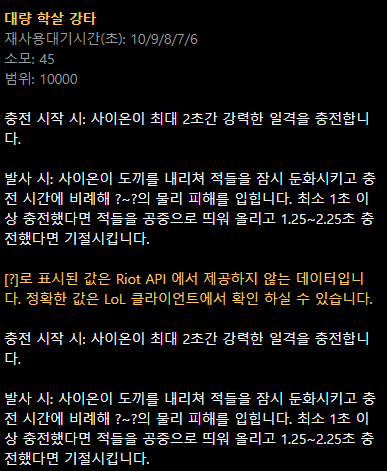 대량 학살 강타
재사용대기시간(초): 10/9/8/7/6
소모: 45
범위: 10000
충전 시작 시: 사이온이 최대 2초간 강력한 일격을 충전합니
다.
발사 시: 사이온이 도끼를 내리쳐 적들을 잠시 둔화시키고 충
전 시간에 비례해 ?~?의 물리 피해를 입힙니다. 최소 1초 이
상 충전했다면 적들을 공중으로 띄워 올리고 1.25~2.25초 충
전했다면 기절시킵니다.
[?]로 표시된 값은 Riot API 에서 제공하지 않는 데이터입니
다. 정확한 값은 LoL 클라이언트에서 확인 하실 수 있습니다.
충전 시작 시: 사이온이 최대 2초간 강력한 일격을 충전합니
다.
발사 시: 사이온이 도끼를 내리쳐 적들을 잠시 둔화시키고 충
전 시간에 비례해 ?~?의 물리 피해를 입힙니다. 최소 1초 이
상 충전했다면 적들을 공중으로 띄워 올리고 1.25~2.25초 충
전했다면 기절시킵니다.